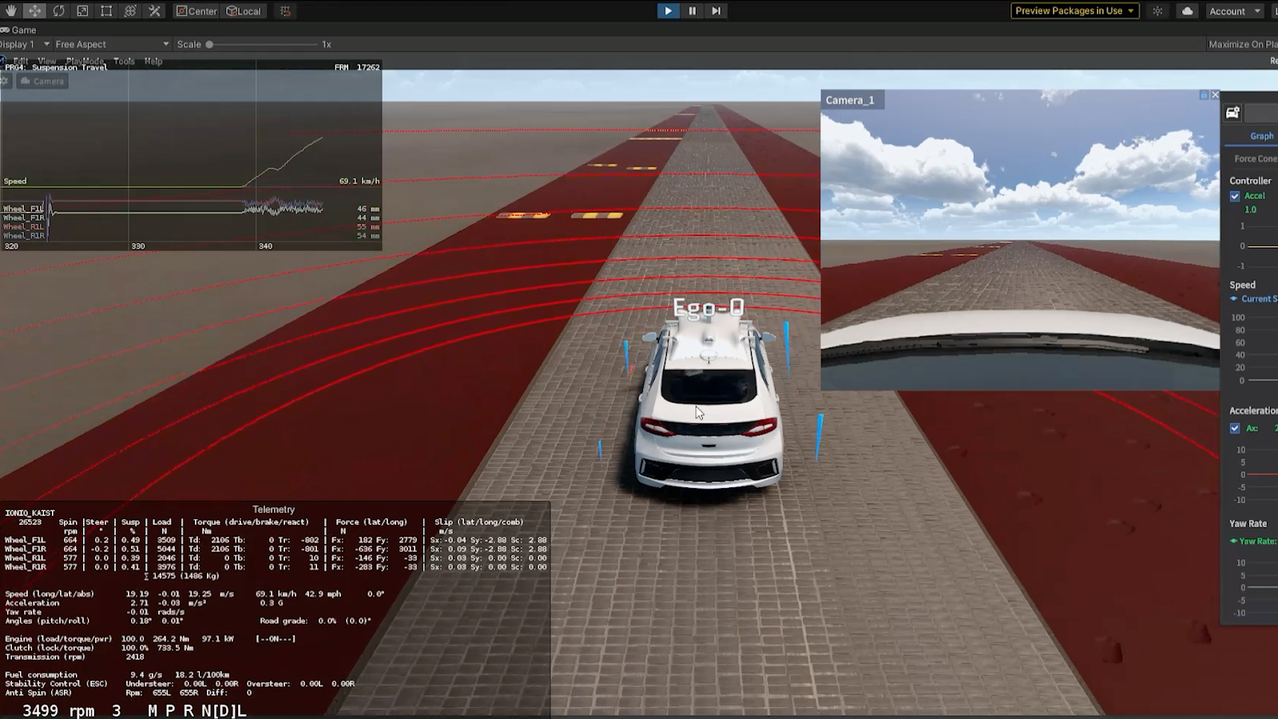 Center Local
Preview Packages in Use
Account
Game
Display 1 Free Aspect Scale 1x
Maximize On Pla
Edit View PlayMode Tools Help
PRG4: Suspension Travel FRM 17262
Camera
Speed 69.1 km/h
Wheel_F1L 46 mm
Wheel_F1R 44 mm
Wheel_R1L 55 mm
Wheel_R1R 54 mm
320 330 340
Ego-0
Camera_1
Graph
Force Cone
Controller
Accel
1.0
1
0
-1
Speed
Current S
100
80
60
40
20
0
Acceleration
Ax: 2
10
5
0
-5
-10
Yaw Rate
Yaw Rate:
10
5
0
-5
-10
Telemetry
IONIQ_KAIST
26523 Spin |Steer | Susp | Load | Torque (drive/brake/react) | Force (lat/long) | Slip (lat/long/comb)
rpm | ° | % | N | Nm | N | m/s
Wheel_F1L 664 | 0.2 | 0.49 | 3509 | Td: 2106 Tb: 0 Tr: -802 | Fx: 182 Fy: 2779 | Sx:-0.04 Sy:-2.88 Sc: 2.88
Wheel_F1R 664 | -0.2 | 0.51 | 5044 | Td: 2106 Tb: 0 Tr: -801 | Fx: -636 Fy: 3011 | Sx: 0.09 Sy:-2.88 Sc: 2.88
Wheel_R1L 577 | 0.0 | 0.39 | 2046 | Td: 0 Tb: 0 Tr: 10 | Fx: -146 Fy: -33 | Sx: 0.03 Sy: 0.00 Sc: 0.00
Wheel_R1R 577 | 0.0 | 0.41 | 3976 | Td: 0 Tb: 0 Tr: 11 | Fx: -283 Fy: -33 | Sx: 0.03 Sy: 0.00 Sc: 0.00
14575 (1486 Kg)
Speed (long/lat/abs) 19.19 -0.01 19.25 m/s 69.1 km/h 42.9 mph 0.0°
Acceleration 2.71 -0.03 m/s² 0.3 G
Yaw rate -0.01 rads/s
Angles (pitch/roll) 0.18° 0.01° Road grade: 0.0% (0.0)°
Engine (load/torque/pwr) 100.0 264.2 Nm 97.1 kW [--ON---]
Clutch (lock/torque) 100.0% 733.5 Nm
Transmission (rpm) 2418
Fuel consumption 9.4 g/s 18.2 l/100km
Stability Control (ESC) Understeer: 0.00L 0.00R Oversteer: 0.00L 0.00R
Anti Spin (ASR) Rpm: 655L 655R Diff: 0
3499 rpm 3 M P R N[D]L